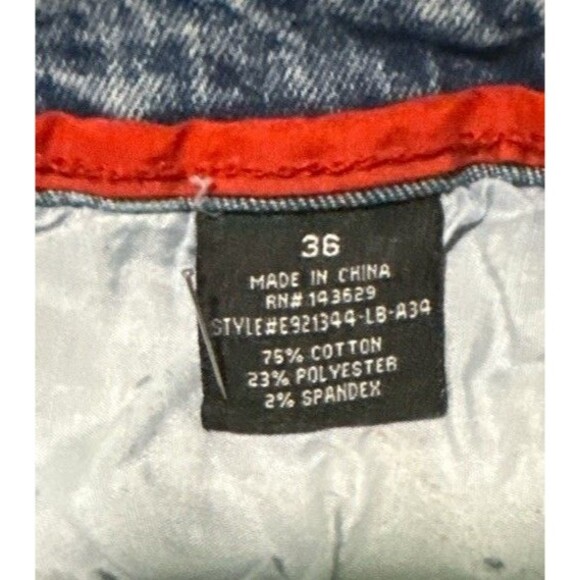 36
MADE IN CHINA
RN# 143629
STYLE#E921344-LB-A34
75% COTTON
23% POLYESTER
2% SPANDEX